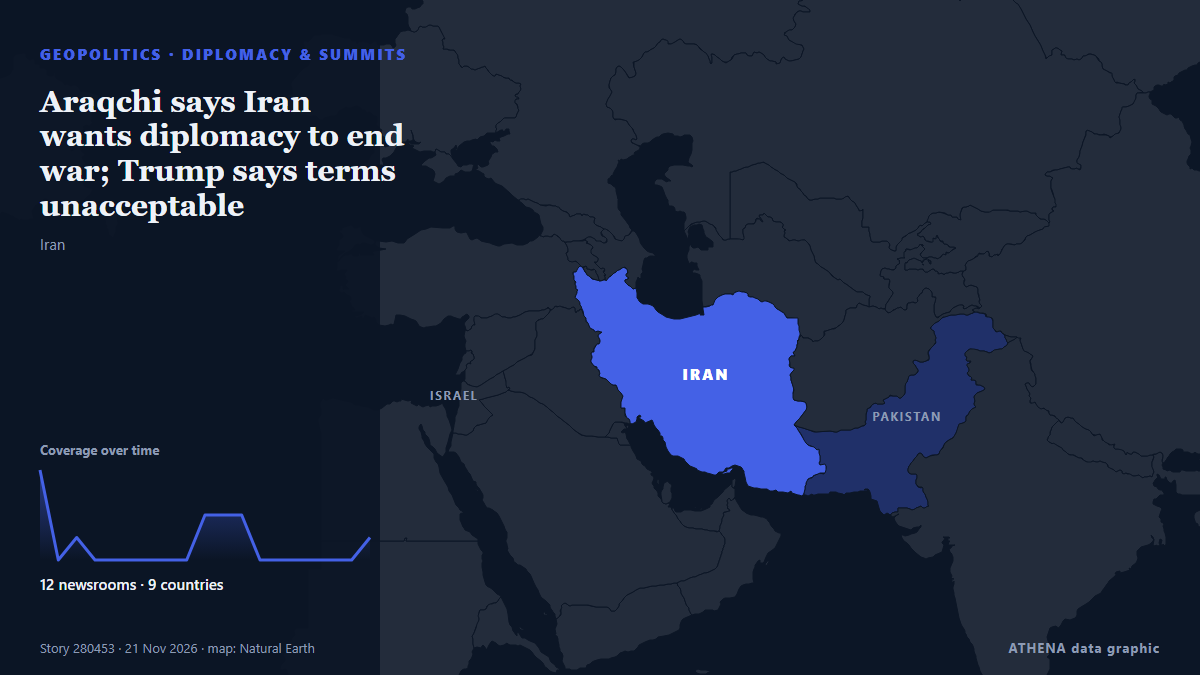 GEOPOLITICS · DIPLOMACY & SUMMITS
Araqchi says Iran
wants diplomacy to end
war; Trump says terms
unacceptable
Iran
IRAN
ISRAEL
PAKISTAN
Coverage over time
12 newsrooms · 9 countries
Story 280453 · 21 Nov 2026 · map: Natural Earth
ATHENA data graphic